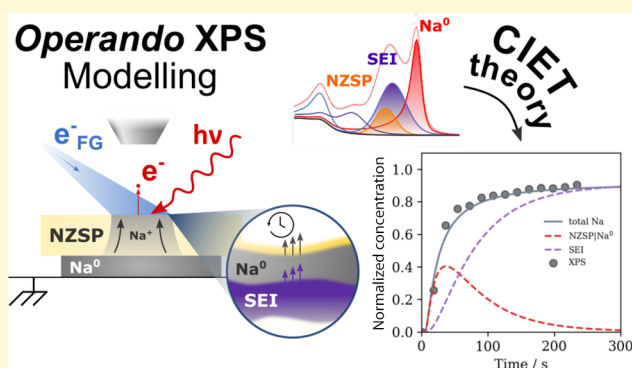 Operando XPS
Modelling
e⁻FG
hν
e⁻
NZSP
Na⁺
Na⁰
Na⁰
SEI
NZSP
SEI
Na⁰
CIET
theory
Normalized concentration
1.0
0.8
0.6
0.4
0.2
0.0
total Na
NZSP|Na⁰
SEI
XPS
0
100
200
300
Time / s